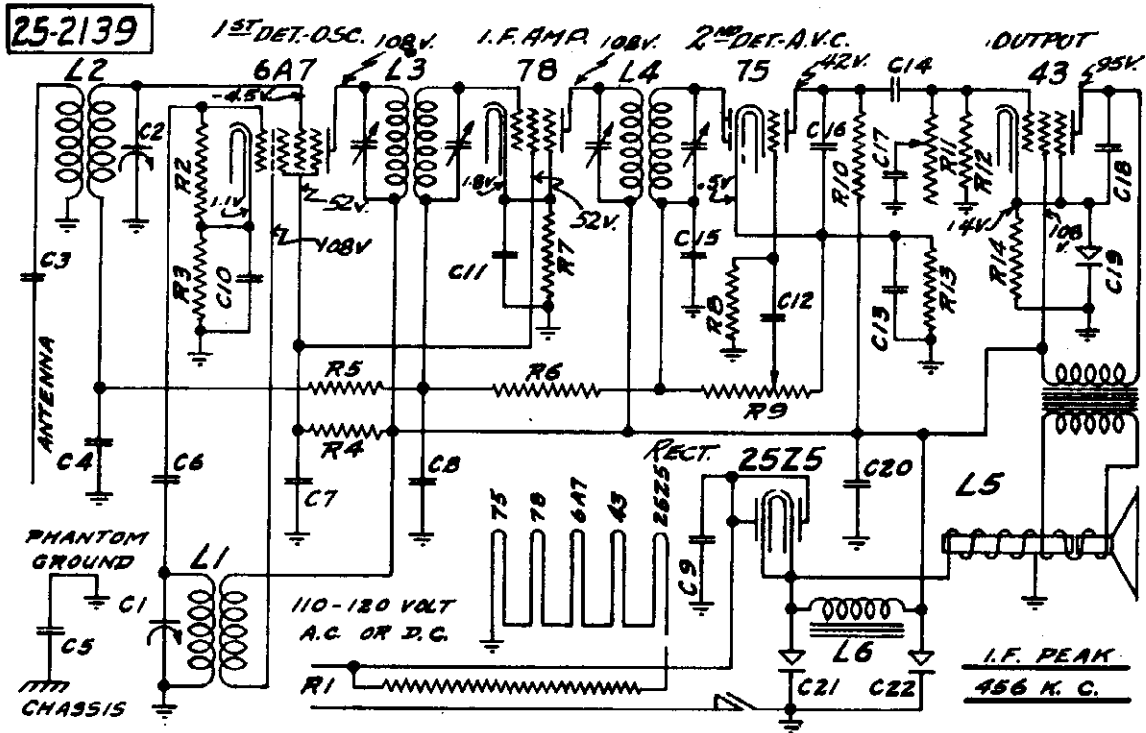 25-2139
1ST DET.-OSC.
108V.
I.F. AMP.
108V.
2ND DET.-A.V.C.
OUTPUT
L2
6A7
L3
78
L4
75
42V.
C14
43
95V.
-4.5V.
C2
R2
1.1V.
52V.
108V
1.8V.
52V.
.5V
C16
R10
C17
R11
R12
C18
14V.
108 V.
C3
R3
C10
C11
R7
C15
R8
C12
C13
R13
R14
C19
ANTENNA
R5
R6
R9
R4
C4
C6
C7
C8
RECT.
25Z5
C20
L5
75
78
6A7
43
25Z5
C9
PHANTOM
GROUND
L1
C1
C5
CHASSIS
110-120 VOLT
A.C. OR D.C.
R1
L6
C21
C22
I.F. PEAK
456 K.C.